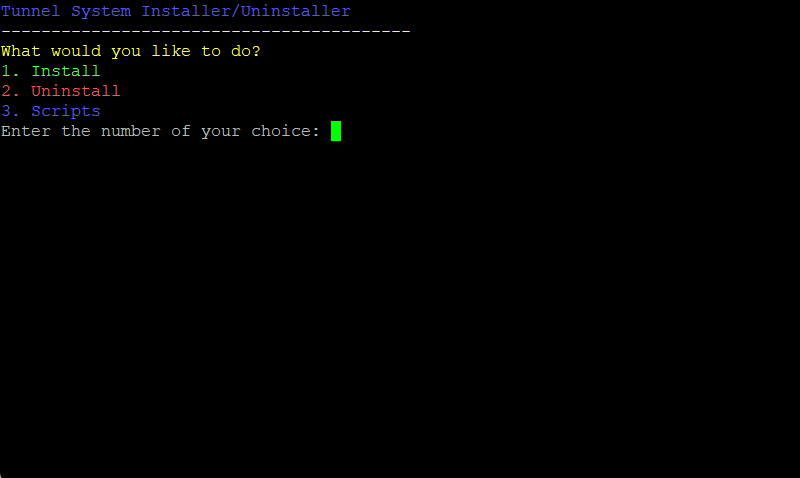 Tunnel System Installer/Uninstaller
-----------------------------------------
What would you like to do?
1. Install
2. Uninstall
3. Scripts
Enter the number of your choice: